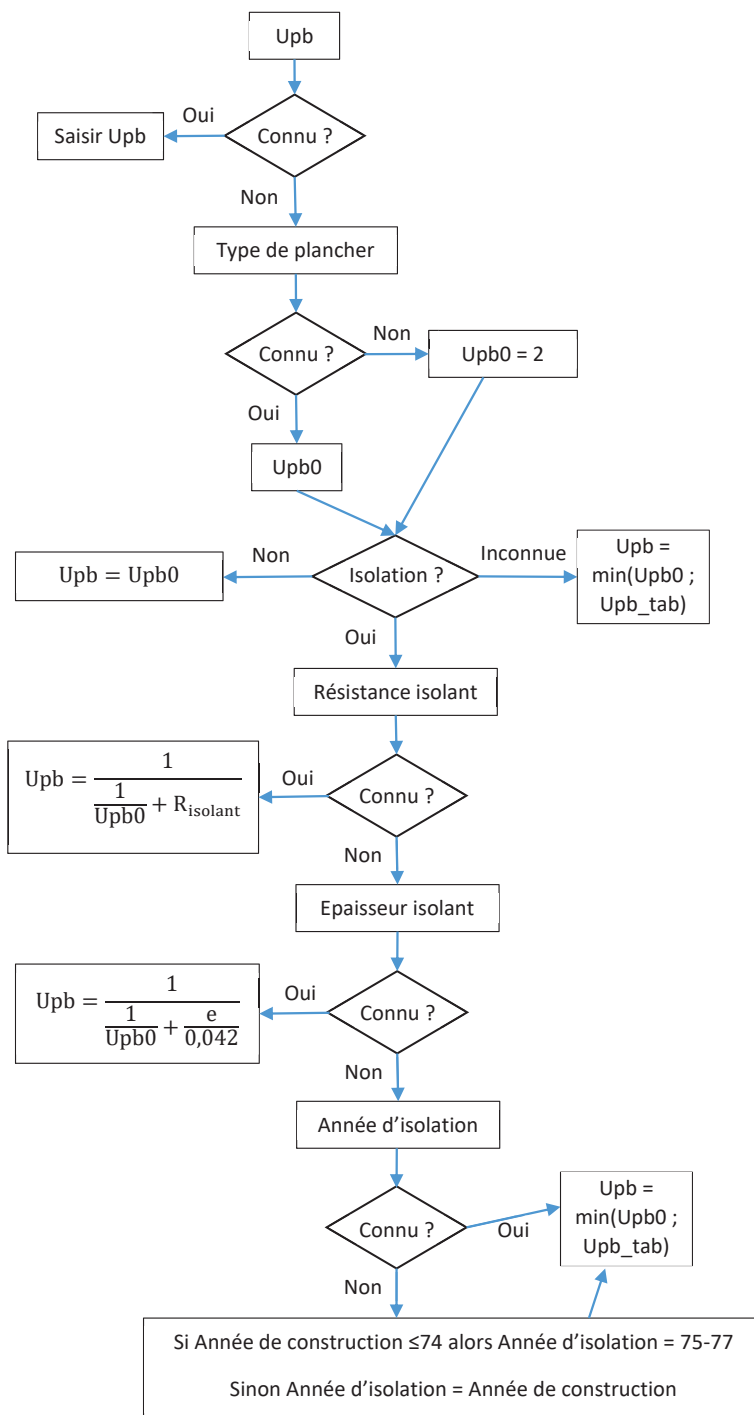 Upb
Oui
Saisir Upb
Connu ?
Non
Type de plancher
Non
Connu ?
Upb0 = 2
Oui
Upb0
Non
Inconnue
Upb = Upb0
Isolation ?
Upb =
min(Upb0 ;
Upb_tab)
Oui
Résistance isolant
Upb = 1 / (1/Upb0 + Risolant)
Oui
Connu ?
Non
Epaisseur isolant
Upb = 1 / (1/Upb0 + e/0,042)
Oui
Connu ?
Non
Année d’isolation
Upb =
min(Upb0 ;
Upb_tab)
Connu ?
Oui
Non
Si Année de construction ≤74 alors Année d’isolation = 75-77
Sinon Année d’isolation = Année de construction